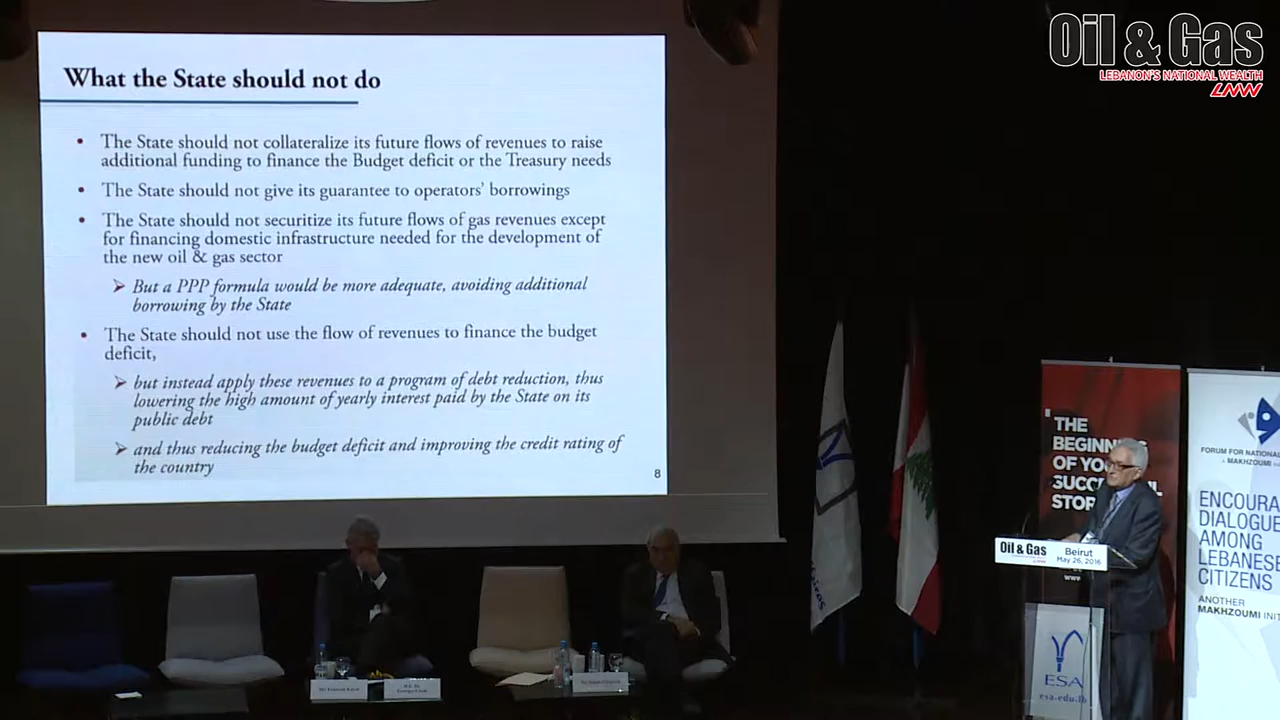 Oil & Gas
LEBANON'S NATIONAL WEALTH
LNW
What the State should not do
• The State should not collateralize its future flows of revenues to raise
additional funding to finance the Budget deficit or the Treasury needs
• The State should not give its guarantee to operators' borrowings
• The State should not securitize its future flows of gas revenues except
for financing domestic infrastructure needed for the development of
the new oil & gas sector
➢ But a PPP formula would be more adequate, avoiding additional
borrowing by the State
• The State should not use the flow of revenues to finance the budget
deficit,
➢ but instead apply these revenues to a program of debt reduction, thus
lowering the high amount of yearly interest paid by the State on its
public debt
➢ and thus reducing the budget deficit and improving the credit rating of
the country
8
THE
OF
STOR
www
FORUM FOR NATIONAL
ENCOURA
DIALOGUE
AMONG
LEBANESE
CITIZENS
ANOTHER
MAKHZOUMI INIT
Oil & Gas
Beirut
May 26, 2016
ESA
esa.edu.lb